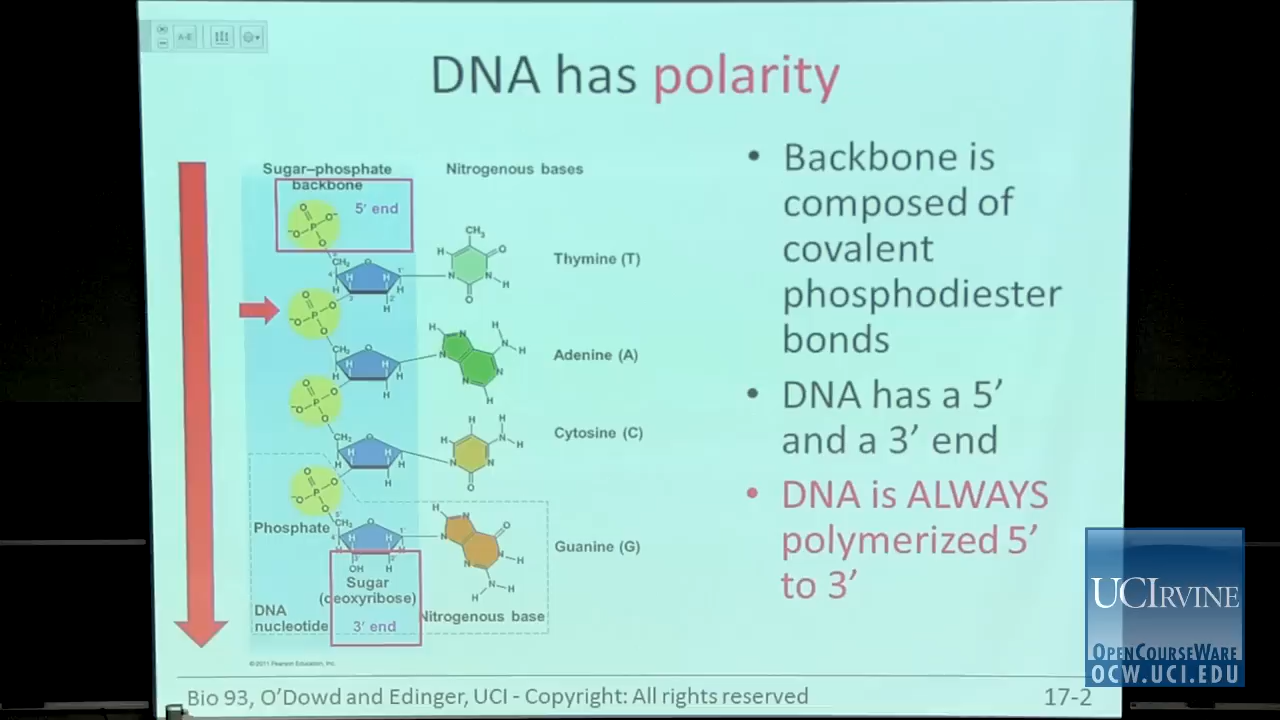 DNA has polarity
Sugar–phosphate
backbone
Nitrogenous bases
5' end
Thymine (T)
Adenine (A)
Cytosine (C)
Guanine (G)
Phosphate
OH
H
Sugar
(deoxyribose)
3' end
DNA
nucleotide
Nitrogenous base
©2011 Pearson Education, Inc.
• Backbone is
composed of
covalent
phosphodiester
bonds
• DNA has a 5'
and a 3' end
• DNA is ALWAYS
polymerized 5'
to 3'
Bio 93, O'Dowd and Edinger, UCI - Copyright: All rights reserved
17-2
UCIRVINE
OPENCOURSEWARE
OCW.UCI.EDU